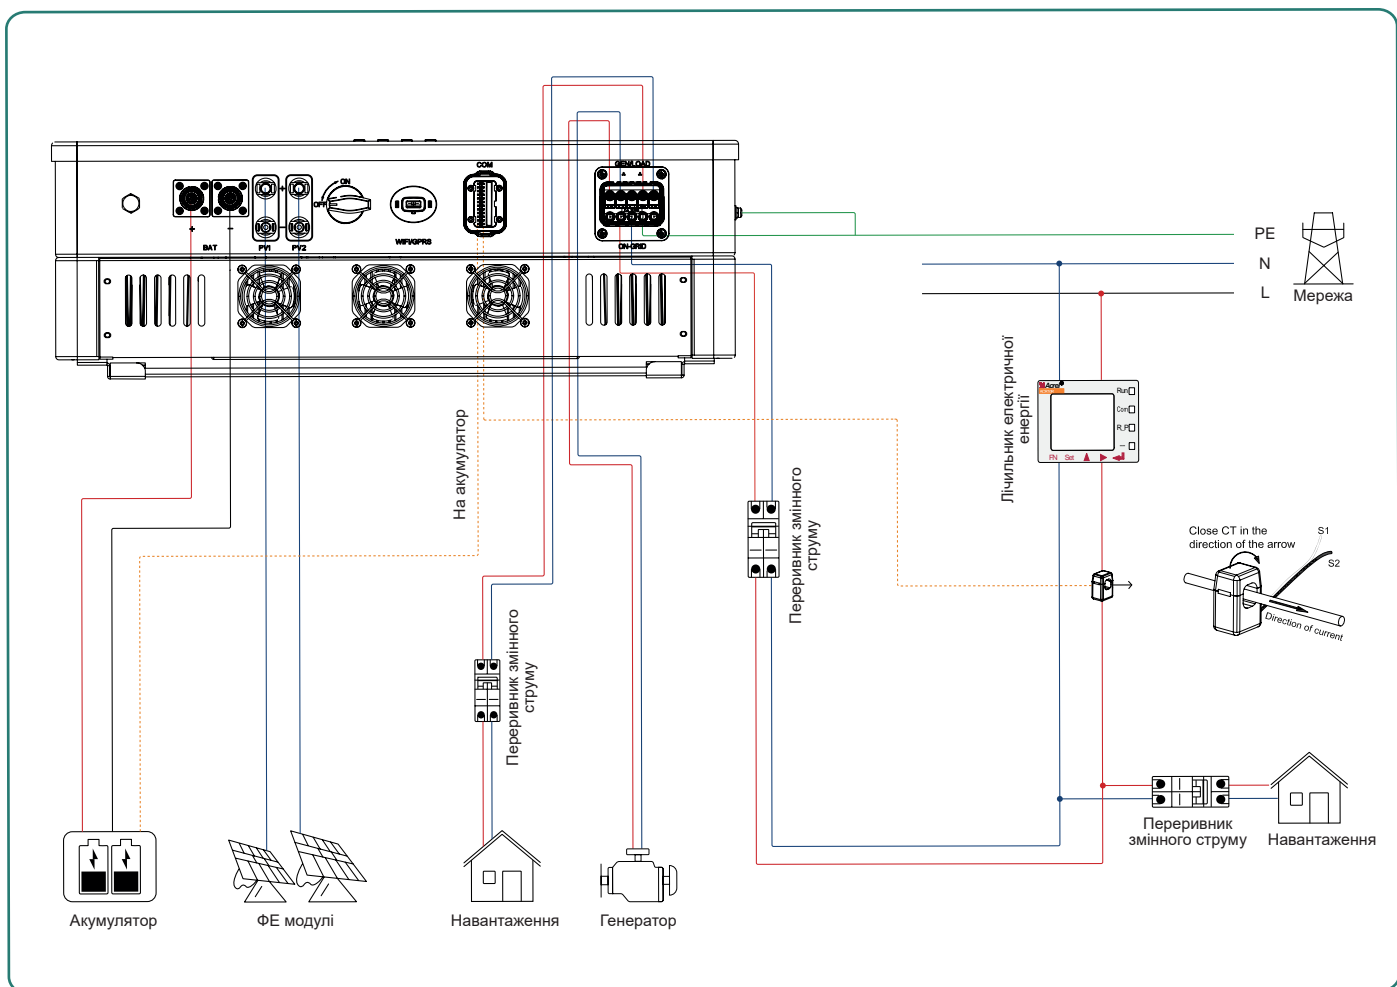 GEN/LOAD
COM
ON
OFF
+
−
BAT
PV1
+
−
PV2
WIFI/GPRS
ON-GRID
PE
N
L
Мережа
Лічильник електричної
енергії
Acrel
Run
Com
R_P
FN
Set
На акумулятор
Переривник змінного
струму
Переривник змінного
струму
Close CT in the
direction of the arrow
S1
S2
Direction of current
Переривник
змінного струму
Навантаження
Акумулятор
ФЕ модулі
Навантаження
Генератор